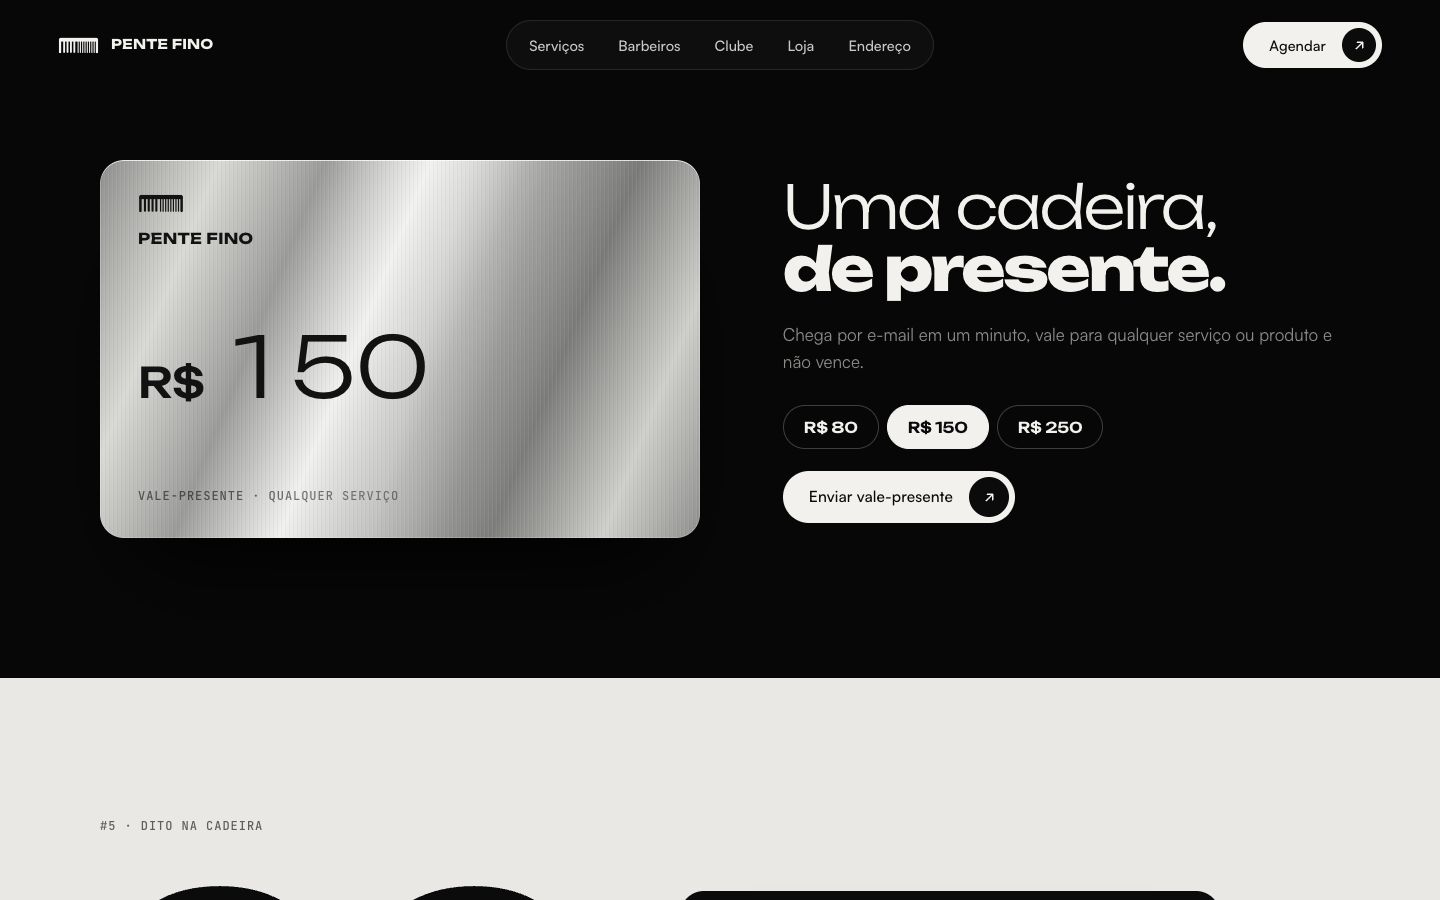 PENTE FINO
Serviços
Barbeiros
Clube
Loja
Endereço
Agendar
PENTE FINO
R$ 150
VALE-PRESENTE · QUALQUER SERVIÇO
Uma cadeira,
de presente.
Chega por e-mail em um minuto, vale para qualquer serviço ou produto e
não vence.
R$ 80
R$ 150
R$ 250
Enviar vale-presente
#5 · DITO NA CADEIRA